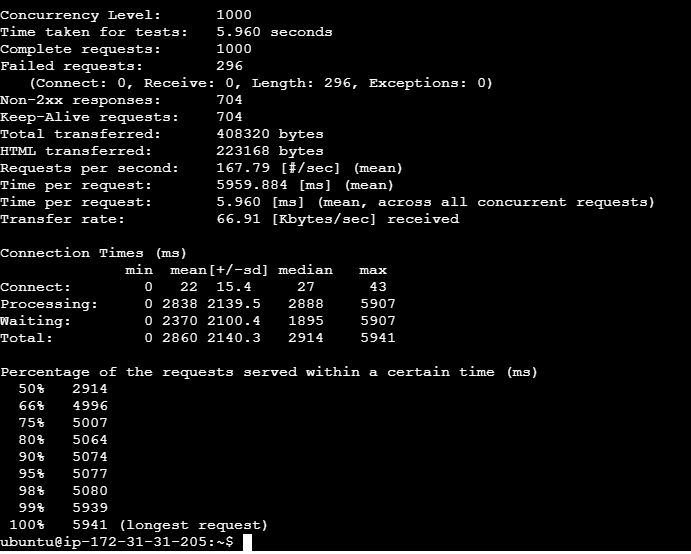 Concurrency Level:      1000
Time taken for tests:   5.960 seconds
Complete requests:      1000
Failed requests:        296
   (Connect: 0, Receive: 0, Length: 296, Exceptions: 0)
Non-2xx responses:      704
Keep-Alive requests:    704
Total transferred:      408320 bytes
HTML transferred:       223168 bytes
Requests per second:    167.79 [#/sec] (mean)
Time per request:       5959.884 [ms] (mean)
Time per request:       5.960 [ms] (mean, across all concurrent requests)
Transfer rate:          66.91 [Kbytes/sec] received

Connection Times (ms)
              min  mean[+/-sd] median   max
Connect:        0   22  15.4     27      43
Processing:     0 2838 2139.5   2888    5907
Waiting:        0 2370 2100.4   1895    5907
Total:          0 2860 2140.3   2914    5941

Percentage of the requests served within a certain time (ms)
  50%   2914
  66%   4996
  75%   5007
  80%   5064
  90%   5074
  95%   5077
  98%   5080
  99%   5939
 100%   5941 (longest request)
ubuntu@ip-172-31-31-205:~$